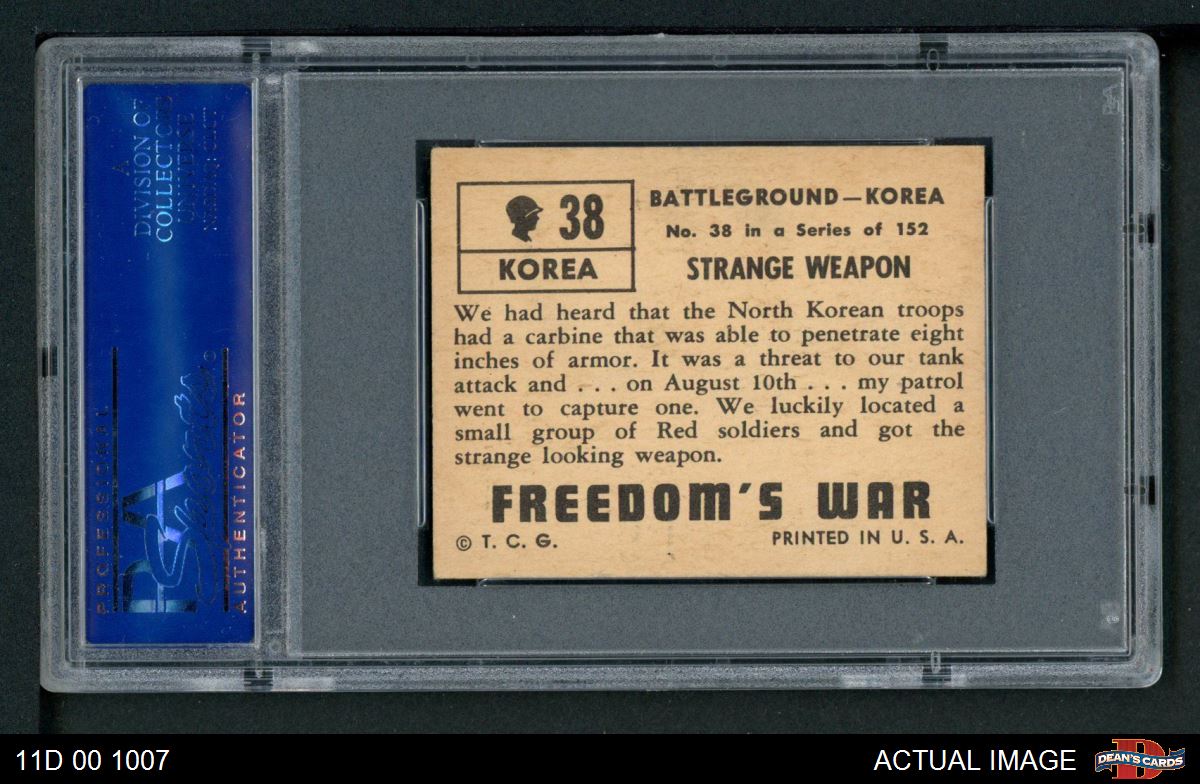 A
DIVISION OF
COLLECTORS
UNIVERSE
PROFESSIONAL
PSA
Sports
AUTHENTICATOR
38
KOREA
BATTLEGROUND—KOREA
No. 38 in a Series of 152
STRANGE WEAPON
We had heard that the North Korean troops
had a carbine that was able to penetrate eight
inches of armor. It was a threat to our tank
attack and . . . on August 10th . . . my patrol
went to capture one. We luckily located a
small group of Red soldiers and got the
strange looking weapon.
FREEDOM'S WAR
© T. C. G.
PRINTED IN U. S. A.
11D 00 1007
ACTUAL IMAGE
D
DEAN'S CARDS